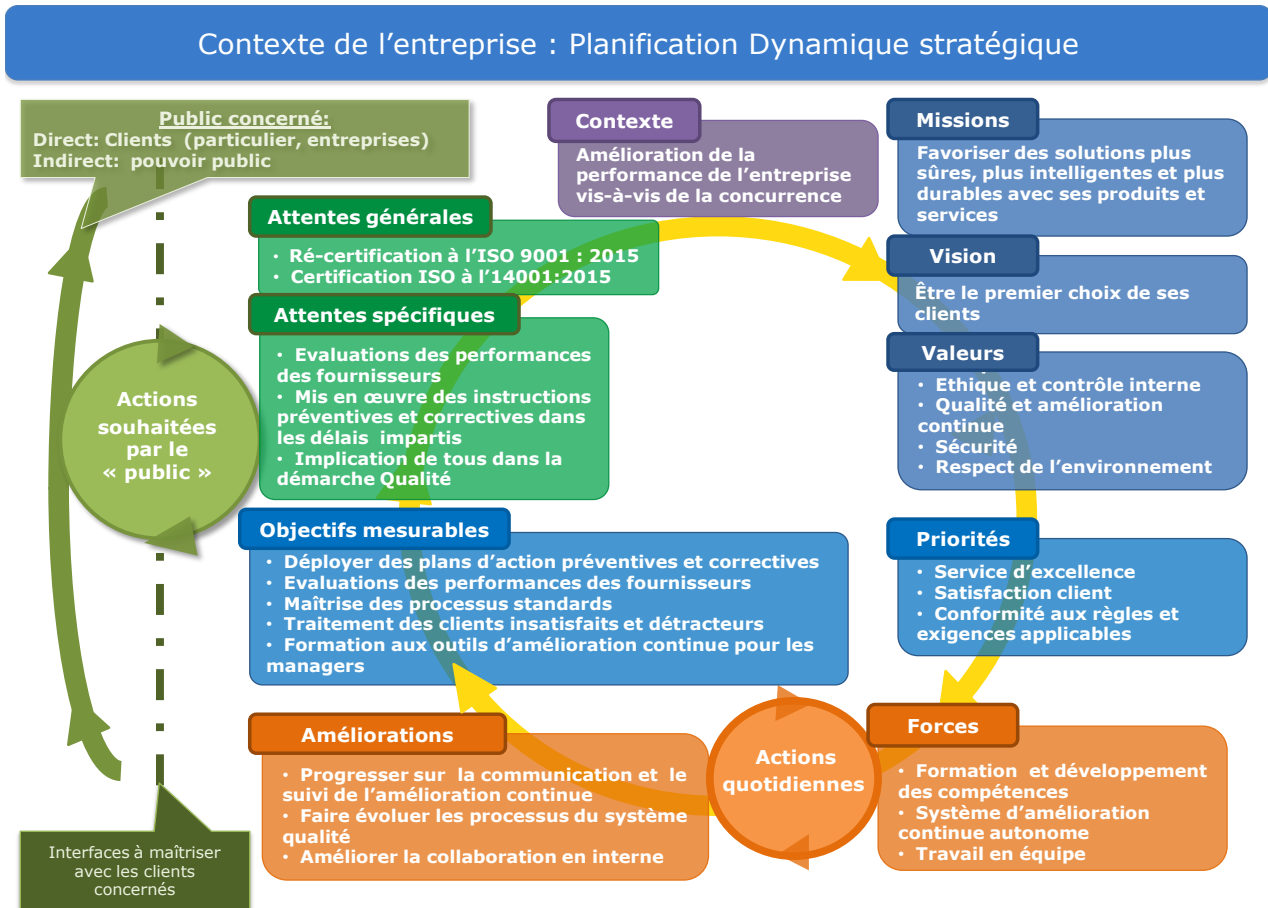 Contexte de l'entreprise : Planification Dynamique stratégique
Public concerné:
Direct: Clients (particulier, entreprises)
Indirect: pouvoir public
Contexte
Amélioration de la
performance de l'entreprise
vis-à-vis de la concurrence
Missions
Favoriser des solutions plus
sûres, plus intelligentes et plus
durables avec ses produits et
services
Attentes générales
• Ré-certification à l'ISO 9001 : 2015
• Certification ISO à l'14001:2015
Vision
Être le premier choix de ses
clients
Attentes spécifiques
• Evaluations des performances
des fournisseurs
• Mis en œuvre des instructions
préventives et correctives dans
les délais impartis
• Implication de tous dans la
démarche Qualité
Valeurs
• Ethique et contrôle interne
• Qualité et amélioration
continue
• Sécurité
• Respect de l'environnement
Actions
souhaitées
par le
« public »
Objectifs mesurables
• Déployer des plans d'action préventives et correctives
• Evaluations des performances des fournisseurs
• Maîtrise des processus standards
• Traitement des clients insatisfaits et détracteurs
• Formation aux outils d'amélioration continue pour les
managers
Priorités
• Service d'excellence
• Satisfaction client
• Conformité aux règles et
exigences applicables
Améliorations
• Progresser sur la communication et le
suivi de l'amélioration continue
• Faire évoluer les processus du système
qualité
• Améliorer la collaboration en interne
Actions
quotidiennes
Forces
• Formation et développement
des compétences
• Système d'amélioration
continue autonome
• Travail en équipe
Interfaces à maîtriser
avec les clients
concernés